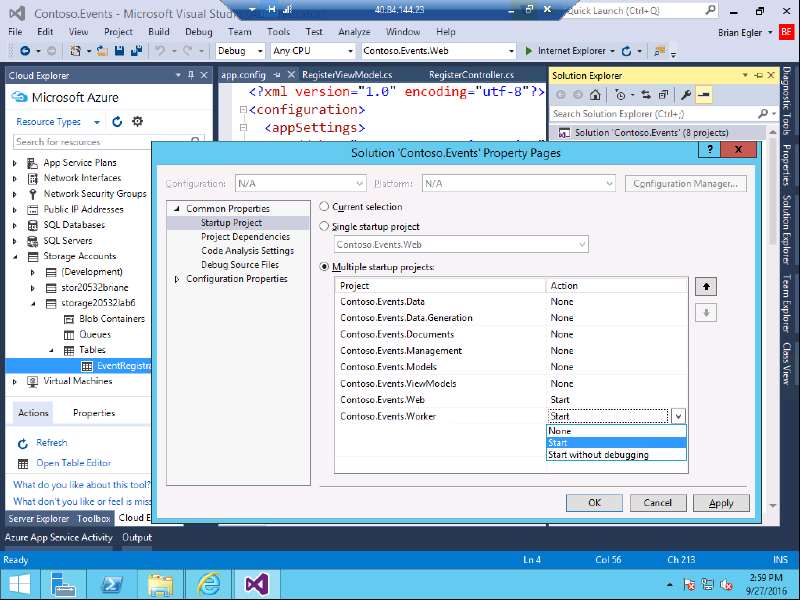 Contoso.Events - Microsoft Visual Stud
40.84.144.23
Quick Launch (Ctrl+Q)
File Edit View Project Build Debug Team Tools Test Analyze Window Help
Brian Egler BE
Debug Any CPU Contoso.Events.Web Internet Explorer
Cloud Explorer
app.config RegisterViewModel.cs RegisterController.cs
Solution Explorer
Microsoft Azure
Resource Types
Search for resources
<?xml version="1.0" encoding="utf-8"?>
<configuration>
<appSettings>
Search Solution Explorer (Ctrl+;)
Solution 'Contoso.Events' (8 projects)
App Service Plans
Network Interfaces
Network Security Groups
Public IP Addresses
SQL Databases
SQL Servers
Storage Accounts
(Development)
stor20532briane
storage20532lab6
Blob Containers
Queues
Tables
EventRegistra
Virtual Machines
Actions Properties
Refresh
Open Table Editor
What do you like about this tool?
What don't you like or feel is miss
Server Explorer Toolbox Cloud E
Azure App Service Activity Output
Solution 'Contoso.Events' Property Pages
? X
Configuration: N/A Platform: N/A Configuration Manager...
Common Properties
Startup Project
Project Dependencies
Code Analysis Settings
Debug Source Files
Configuration Properties
Current selection
Single startup project
Contoso.Events.Web
Multiple startup projects:
Project Action
Contoso.Events.Data None
Contoso.Events.Data.Generation None
Contoso.Events.Documents None
Contoso.Events.Management None
Contoso.Events.Models None
Contoso.Events.ViewModels None
Contoso.Events.Web Start
Contoso.Events.Worker Start
None
Start
Start without debugging
OK Cancel Apply
Diagnostic Tools
Properties
Solution Explorer
Team Explorer
Class View
Ready Ln 4 Col 56 Ch 213 INS
2:59 PM
9/27/2016